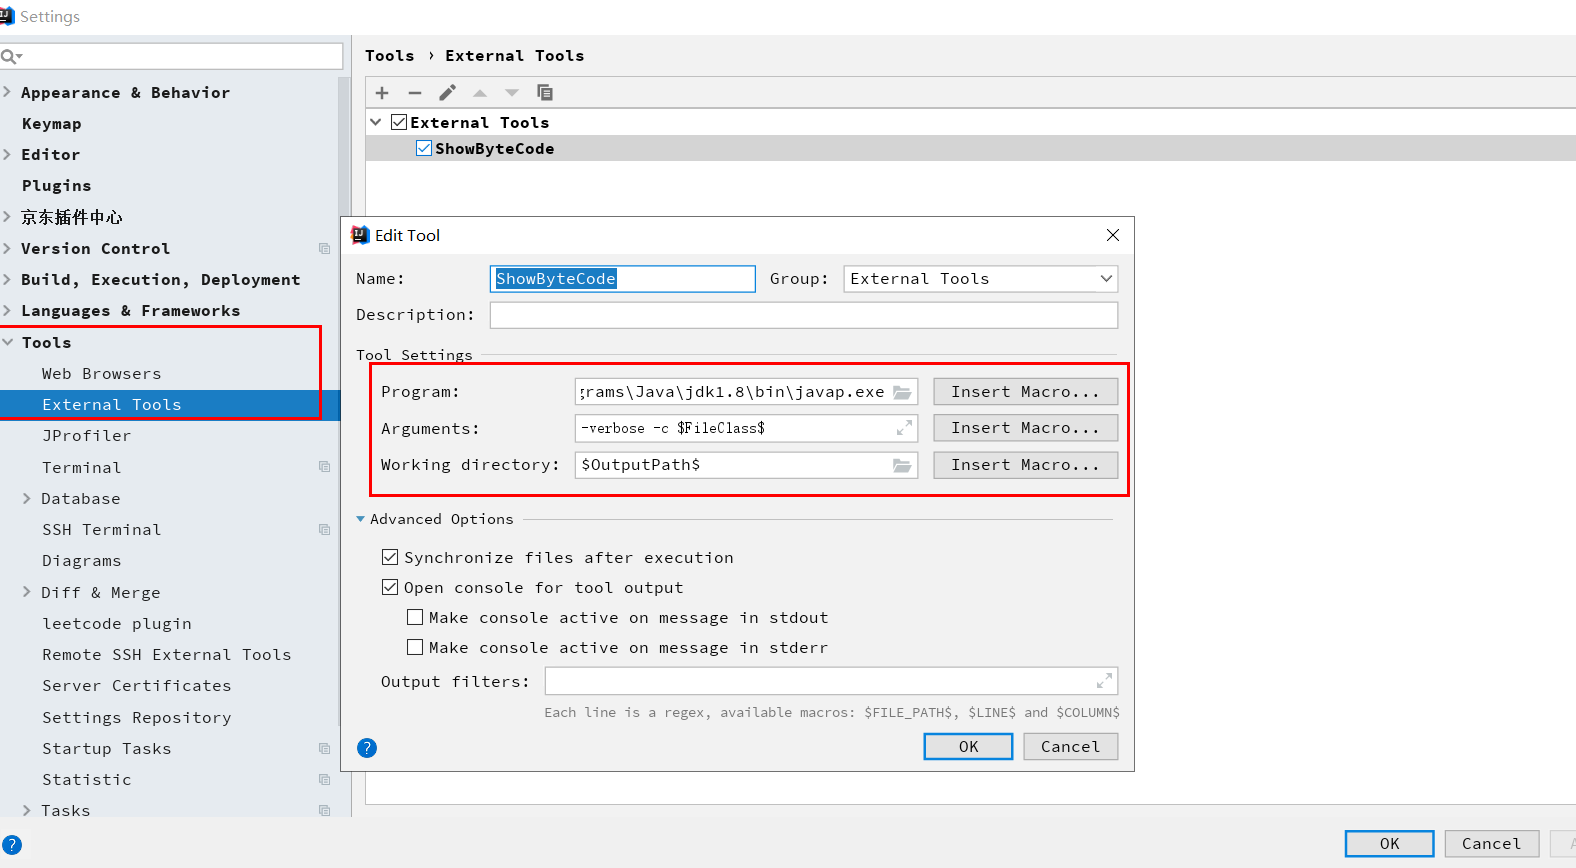 Settings
Appearance & Behavior
Keymap
Editor
Plugins
京东插件中心
Version Control
Build, Execution, Deployment
Languages & Frameworks
Tools
Web Browsers
External Tools
JProfiler
Terminal
Database
SSH Terminal
Diagrams
Diff & Merge
leetcode plugin
Remote SSH External Tools
Server Certificates
Settings Repository
Startup Tasks
Statistic
Tasks
Tools › External Tools
External Tools
ShowByteCode
Edit Tool
Name: ShowByteCode Group: External Tools
Description:
Tool Settings
Program: grams\Java\jdk1.8\bin\javap.exe Insert Macro...
Arguments: -verbose -c $FileClass$ Insert Macro...
Working directory: $OutputPath$ Insert Macro...
Advanced Options
Synchronize files after execution
Open console for tool output
Make console active on message in stdout
Make console active on message in stderr
Output filters:
Each line is a regex, available macros: $FILE_PATH$, $LINE$ and $COLUMN$
? OK Cancel
? OK Cancel